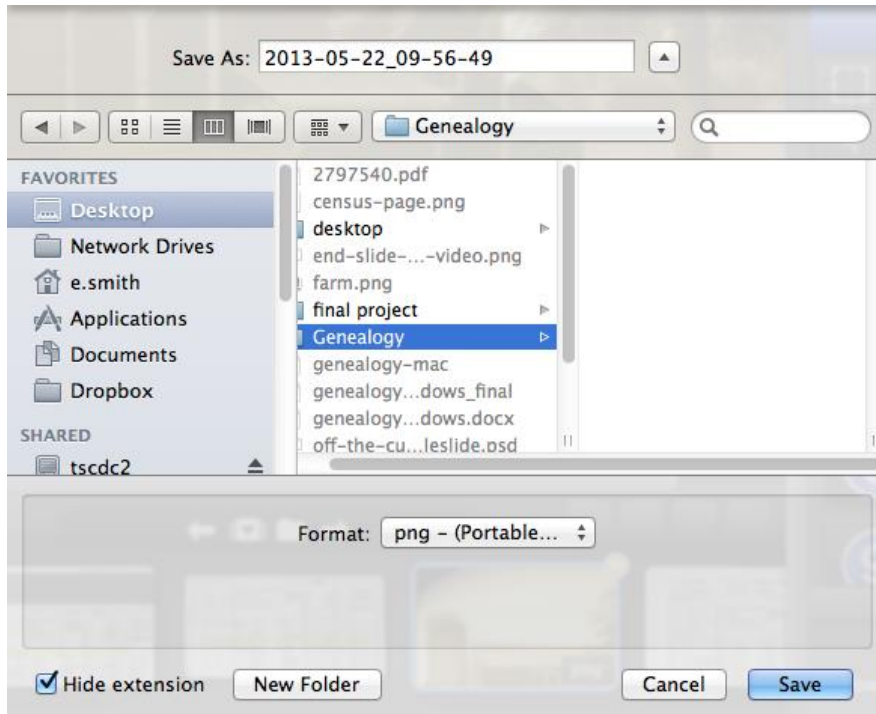 Save As: 2013-05-22_09-56-49
Genealogy
FAVORITES
Desktop
Network Drives
e.smith
Applications
Documents
Dropbox
SHARED
tscdc2
2797540.pdf
census-page.png
desktop
end-slide-...-video.png
farm.png
final project
Genealogy
genealogy-mac
genealogy...dows_final
genealogy...dows.docx
off-the-cu...leslide.psd
Format: png - (Portable...
Hide extension
New Folder
Cancel
Save